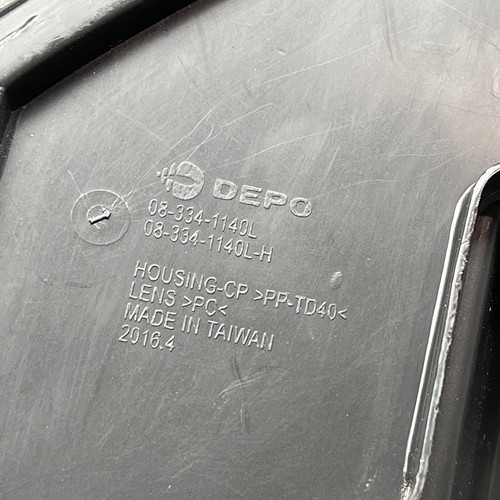 DEPO
08-334-1140L
08-334-1140L-H
HOUSING-CP >PP-TD40<
LENS >PC<
MADE IN TAIWAN
2016.4